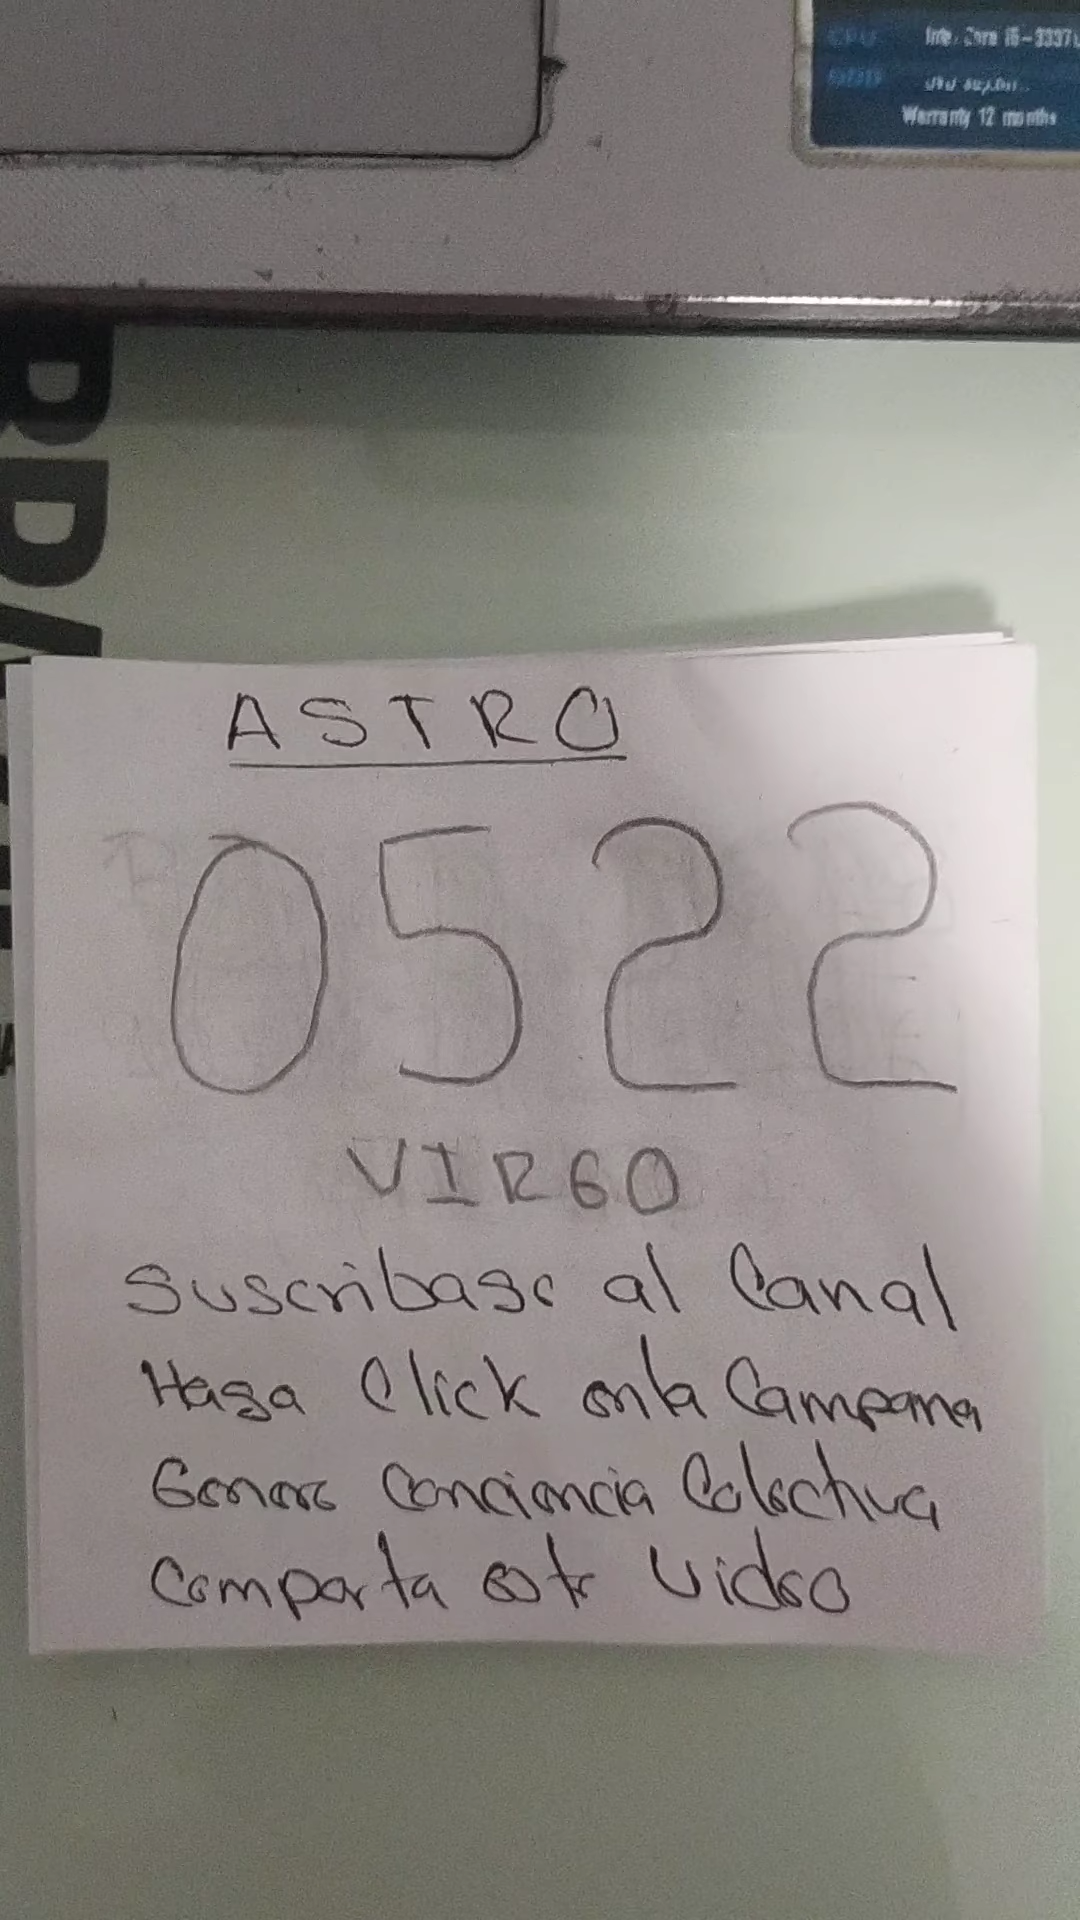 CPU Intel Core i5-3337U
Warranty 12 months
ASTRO
0522
VIRGO
Suscribase al Canal
Haga Click en la Campana
Genere Conciencia Colectiva
Comparta este Video